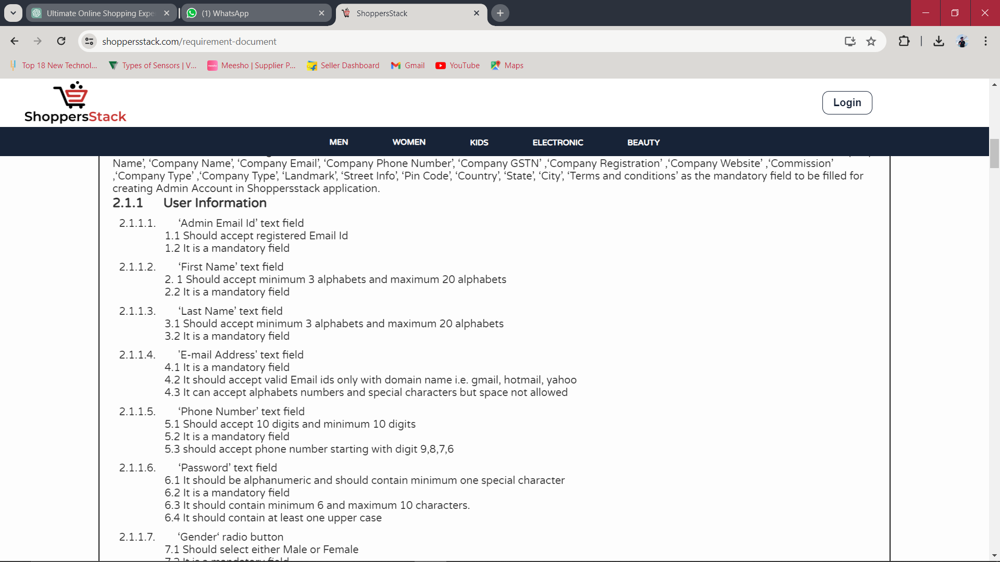 Ultimate Online Shopping Expe
(1) WhatsApp
ShoppersStack
shoppersstack.com/requirement-document
Top 18 New Technol...
Types of Sensors | V...
Meesho | Supplier P...
Seller Dashboard
Gmail
YouTube
Maps
ShoppersStack
Login
MEN
WOMEN
KIDS
ELECTRONIC
BEAUTY
Name’, ‘Company Name’, ‘Company Email’, ‘Company Phone Number’, ‘Company GSTN’ ,‘Company Registration’ ,‘Company Website’ ,‘Commission’
,‘Company Type’ ,‘Company Type’, ‘Landmark’, ‘Street Info’, ‘Pin Code’, ‘Country’, ‘State’, ‘City’, ‘Terms and conditions’ as the mandatory field to be filled for
creating Admin Account in Shoppersstack application.
2.1.1 User Information
2.1.1.1. ‘Admin Email Id’ text field
1.1 Should accept registered Email Id
1.2 It is a mandatory field
2.1.1.2. ‘First Name’ text field
2. 1 Should accept minimum 3 alphabets and maximum 20 alphabets
2.2 It is a mandatory field
2.1.1.3. ‘Last Name’ text field
3.1 Should accept minimum 3 alphabets and maximum 20 alphabets
3.2 It is a mandatory field
2.1.1.4. 'E-mail Address' text field
4.1 It is a mandatory field
4.2 It should accept valid Email ids only with domain name i.e. gmail, hotmail, yahoo
4.3 It can accept alphabets numbers and special characters but space not allowed
2.1.1.5. ‘Phone Number’ text field
5.1 Should accept 10 digits and minimum 10 digits
5.2 It is a mandatory field
5.3 should accept phone number starting with digit 9,8,7,6
2.1.1.6. ‘Password’ text field
6.1 It should be alphanumeric and should contain minimum one special character
6.2 It is a mandatory field
6.3 It should contain minimum 6 and maximum 10 characters.
6.4 It should contain at least one upper case
2.1.1.7. ‘Gender‘ radio button
7.1 Should select either Male or Female
7.2 It is a mandatory field